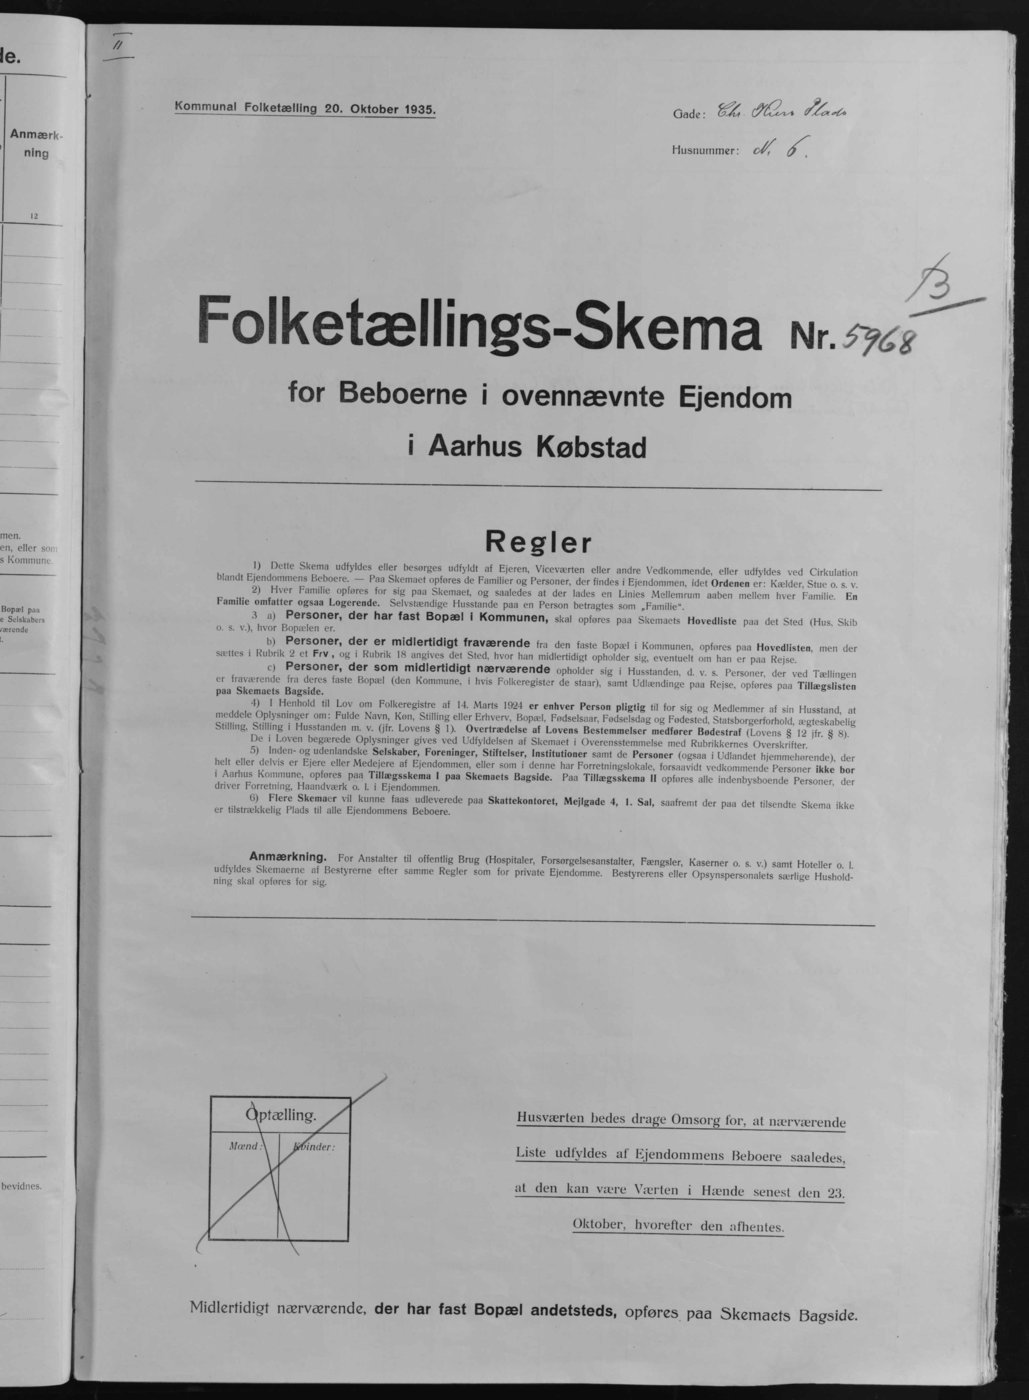 de.
Anmærk-
ning
12
II
Kommunal Folketælling 20. Oktober 1935.
Gade: Chr. Plads
Husnummer: N. 6.
B
Folketællings-Skema Nr. 5968
for Beboerne i ovennævnte Ejendom
i Aarhus Købstad
Regler
1) Dette Skema udfyldes eller besørges udfyldt af Ejeren, Viceværten eller andre Vedkommende, eller udfyldes ved Cirkulation
blandt Ejendommens Beboere. — Paa Skemaet opføres de Familier og Personer, der findes i Ejendommen, idet Ordenen er: Kælder, Stue o. s. v.
2) Hver Familie opføres for sig paa Skemaet, og saaledes at der lades en Linies Mellemrum aaben mellem hver Familie. En
Familie omfatter ogsaa Logerende. Selvstændige Husstande paa en Person betragtes som „Familie“.
3 a) Personer, der har fast Bopæl i Kommunen, skal opføres paa Skemaets Hovedliste paa det Sted (Hus, Skib
o. s. v.), hvor Bopælen er.
b) Personer, der er midlertidigt fraværende fra den faste Bopæl i Kommunen, opføres paa Hovedlisten, men der
sættes i Rubrik 2 et Frv., og i Rubrik 18 angives det Sted, hvor han midlertidigt opholder sig, eventuelt om han er paa Rejse.
c) Personer, der som midlertidigt nærværende opholder sig i Husstanden, d. v. s. Personer, der ved Tællingen
er fraværende fra deres faste Bopæl (den Kommune, i hvis Folkeregister de staar), samt Udlændinge paa Rejse, opføres paa Tillægslisten
paa Skemaets Bagside.
4) I Henhold til Lov om Folkeregistre af 14. Marts 1924 er enhver Person pligtig til for sig og Medlemmer af sin Husstand, at
meddele Oplysninger om: Fulde Navn, Køn, Stilling eller Erhverv, Bopæl, Fødselsaar, Fødselsdag og Fødested, Statsborgerforhold, ægteskabelig
Stilling, Stilling i Husstanden m. v. (jfr. Lovens § 1). Overtrædelse af Lovens Bestemmelser medfører Bødestraf (Lovens § 12 jfr. § 8).
De i Loven begærede Oplysninger gives ved Udfyldelsen af Skemaet i Overensstemmelse med Rubrikkernes Overskrifter.
5) Inden- og udenlandske Selskaber, Foreninger, Stiftelser, Institutioner samt de Personer (ogsaa i Udlandet hjemmehørende), der
helt eller delvis er Ejere eller Medejere af Ejendommen, eller som i denne har Forretningslokale, forsaavidt vedkommende Personer ikke bor
i Aarhus Kommune, opføres paa Tillægsskema I paa Skemaets Bagside. Paa Tillægsskema II opføres alle indenbysboende Personer, der
driver Forretning, Haandværk o. l. i Ejendommen.
6) Flere Skemaer vil kunne faas udleverede paa Skattekontoret, Mejlgade 4, 1. Sal, saafremt der paa det tilsendte Skema ikke
er tilstrækkelig Plads til alle Ejendommens Beboere.
Anmærkning. For Anstalter til offentlig Brug (Hospitaler, Forsørgelsesanstalter, Fængsler, Kaserner o. s. v.) samt Hoteller o. l.
udfyldes Skemaerne af Bestyrerne efter samme Regler som for private Ejendomme. Bestyrerens eller Opsynspersonalets særlige Hushold-
ning skal opføres for sig.
Optælling.
Mænd: Kvinder:
Husværten bedes drage Omsorg for, at nærværende
Liste udfyldes af Ejendommens Beboere saaledes,
at den kan være Værten i Hænde senest den 23.
Oktober, hvorefter den afhentes.
Midlertidigt nærværende, der har fast Bopæl andetsteds, opføres paa Skemaets Bagside.
men.
en, eller som
s Kommune.
Bopæl paa
e Selskabers
værende
bevidnes.